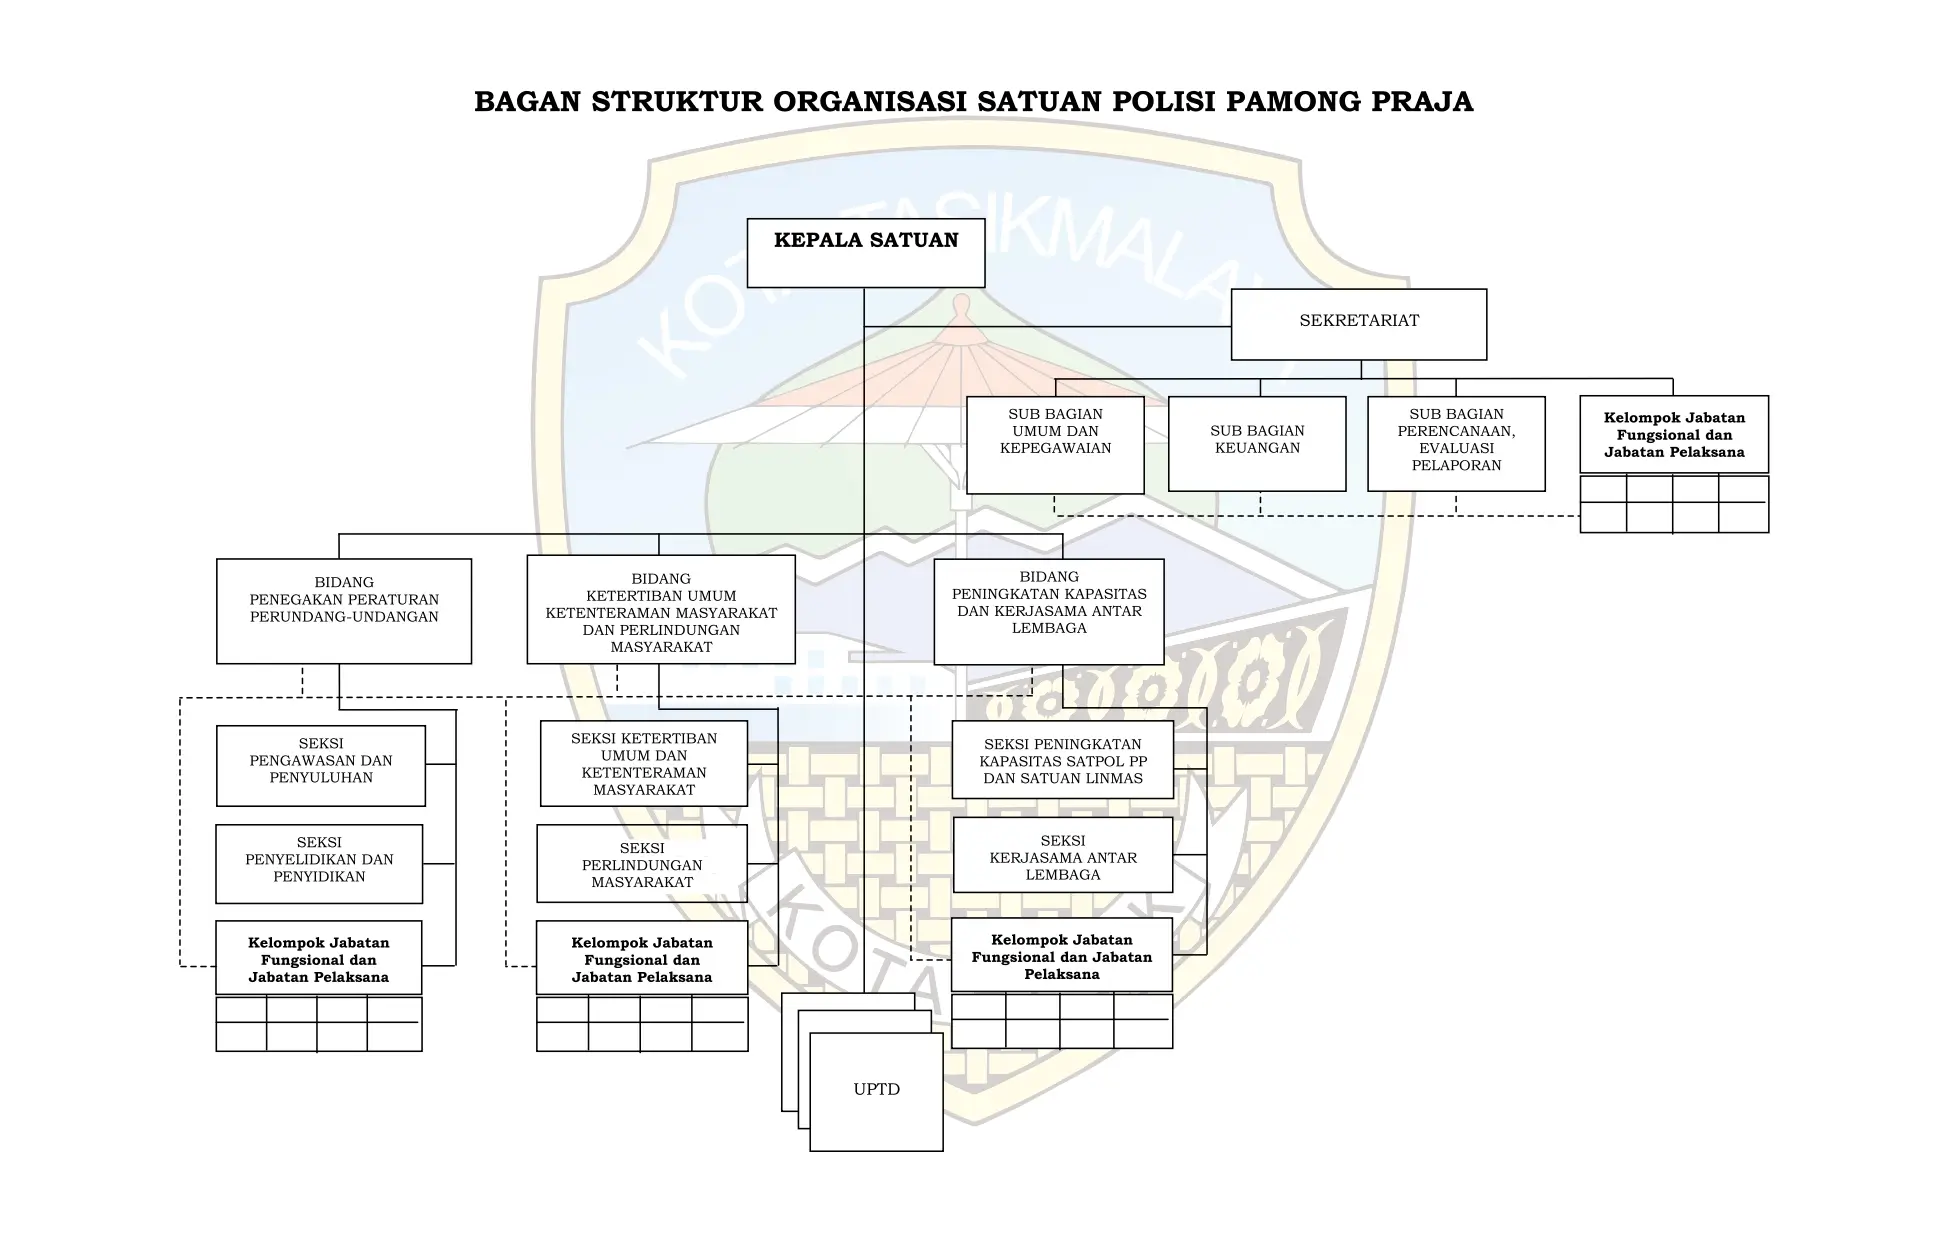 BAGAN STRUKTUR ORGANISASI SATUAN POLISI PAMONG PRAJA
KOTA TASIKMALAYA
KEPALA SATUAN
SEKRETARIAT
SUB BAGIAN
UMUM DAN
KEPEGAWAIAN
SUB BAGIAN
KEUANGAN
SUB BAGIAN
PERENCANAAN,
EVALUASI
PELAPORAN
Kelompok Jabatan
Fungsional dan
Jabatan Pelaksana
BIDANG
PENEGAKAN PERATURAN
PERUNDANG-UNDANGAN
BIDANG
KETERTIBAN UMUM
KETENTERAMAN MASYARAKAT
DAN PERLINDUNGAN
MASYARAKAT
BIDANG
PENINGKATAN KAPASITAS
DAN KERJASAMA ANTAR
LEMBAGA
SEKSI
PENGAWASAN DAN
PENYULUHAN
SEKSI KETERTIBAN
UMUM DAN
KETENTERAMAN
MASYARAKAT
SEKSI PENINGKATAN
KAPASITAS SATPOL PP
DAN SATUAN LINMAS
SEKSI
PENYELIDIKAN DAN
PENYIDIKAN
SEKSI
PERLINDUNGAN
MASYARAKAT
SEKSI
KERJASAMA ANTAR
LEMBAGA
Kelompok Jabatan
Fungsional dan
Jabatan Pelaksana
Kelompok Jabatan
Fungsional dan
Jabatan Pelaksana
Kelompok Jabatan
Fungsional dan Jabatan
Pelaksana
KOTA
UPTD